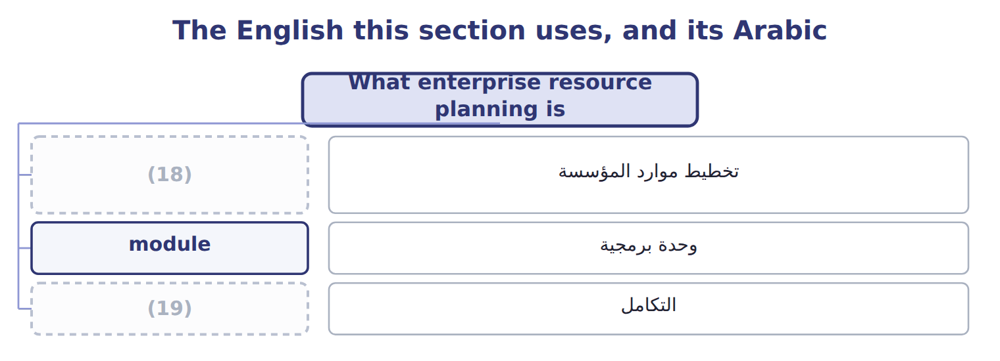 The English this section uses, and its Arabic
What enterprise resource
planning is
(18)
تخطيط موارد المؤسسة
module
وحدة برمجية
(19)
التكامل